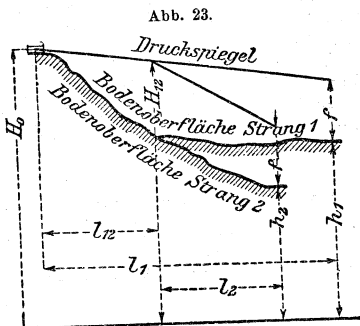 Abb. 23.
Druckspiegel
H₁₂
Bodenoberfläche Strang 1
Bodenoberfläche Strang 2
H₀
f
f
h₂
h₁
l₁₂
l₁
l₂